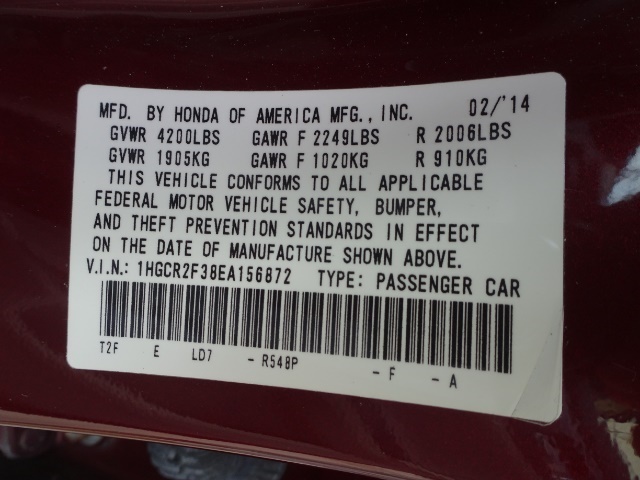 MFD. BY HONDA OF AMERICA MFG., INC. 02/'14
GVWR 4200LBS GAWR F 2249LBS R 2006LBS
GVWR 1905KG GAWR F 1020KG R 910KG
THIS VEHICLE CONFORMS TO ALL APPLICABLE
FEDERAL MOTOR VEHICLE SAFETY, BUMPER,
AND THEFT PREVENTION STANDARDS IN EFFECT
ON THE DATE OF MANUFACTURE SHOWN ABOVE.
V.I.N.: 1HGCR2F38EA156872 TYPE: PASSENGER CAR
T2F E LD7 -R548P -F -A